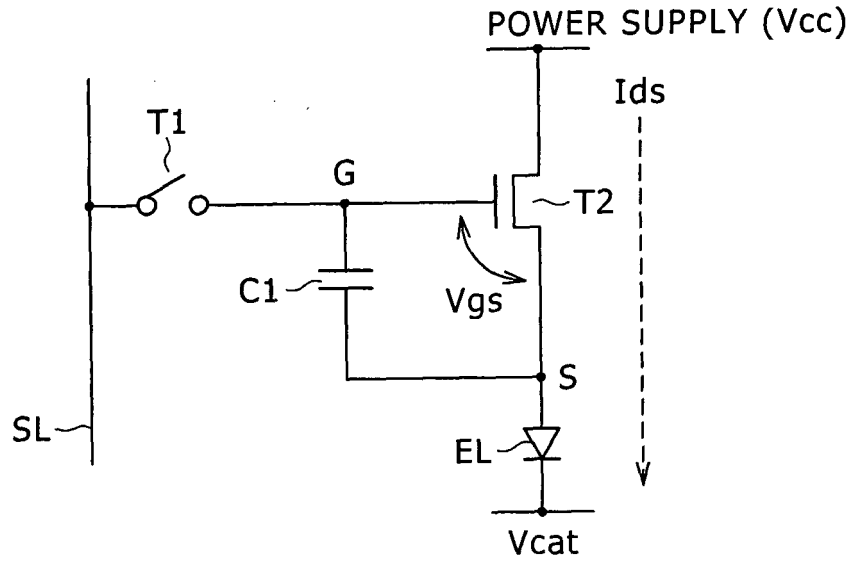 POWER SUPPLY (Vcc)
Ids
T1
G
T2
C1
Vgs
S
SL
EL
Vcat